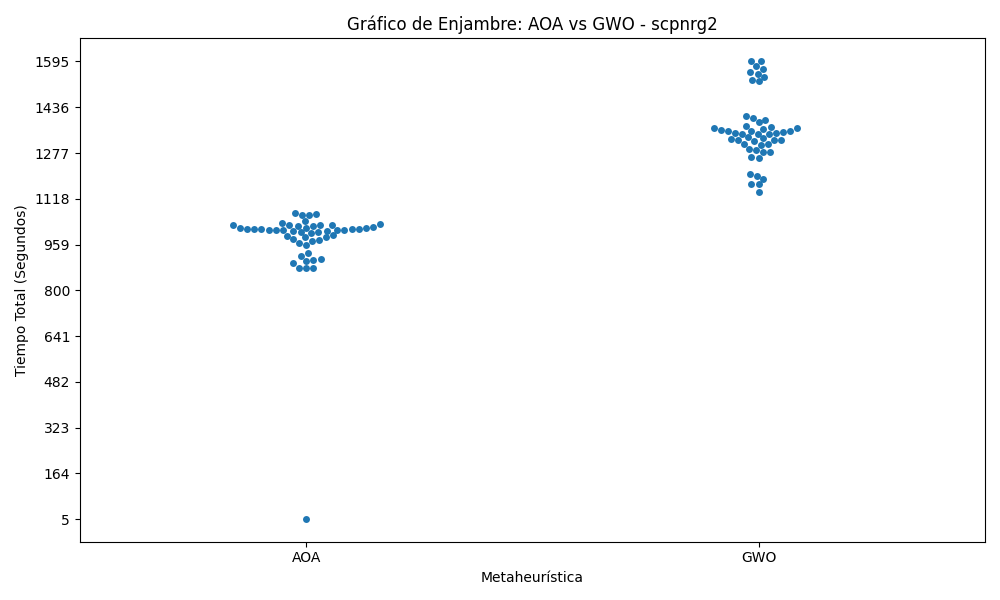 Gráfico de Enjambre: AOA vs GWO - scpnrg2
Tiempo Total (Segundos)
1595
1436
1277
1118
959
800
641
482
323
164
5
AOA
GWO
Metaheurística